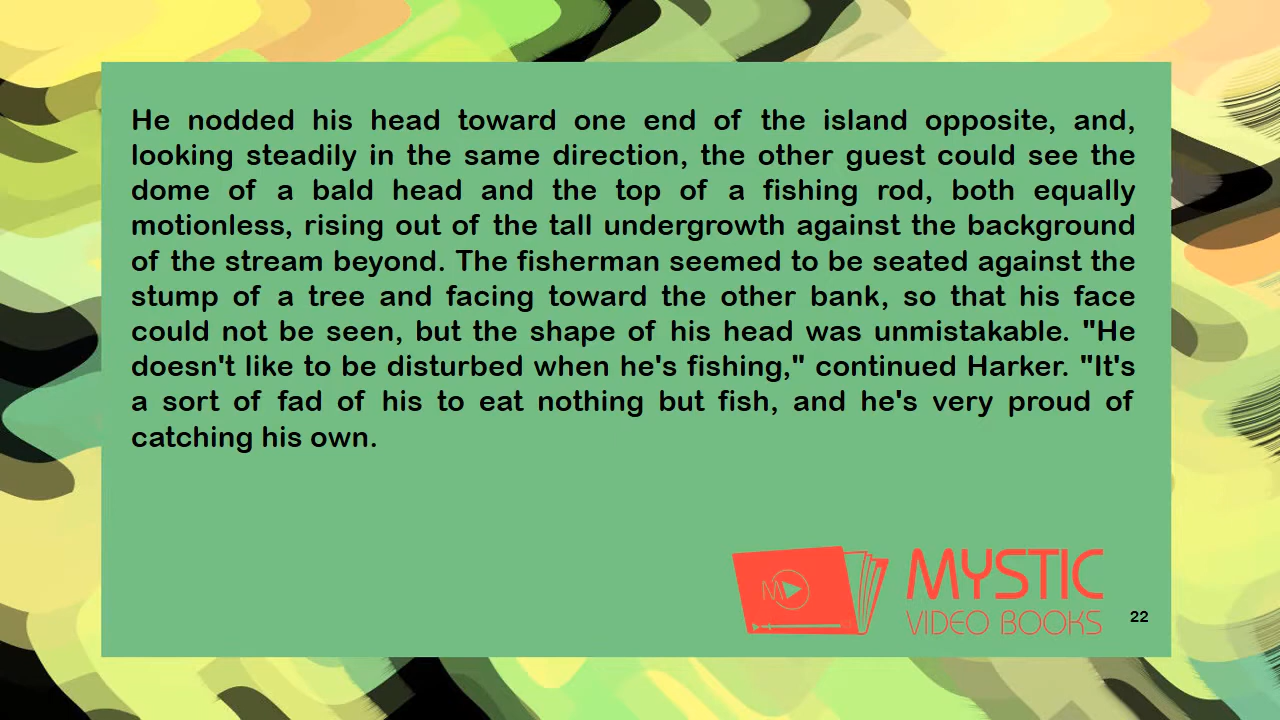 He nodded his head toward one end of the island opposite, and,
looking steadily in the same direction, the other guest could see the
dome of a bald head and the top of a fishing rod, both equally
motionless, rising out of the tall undergrowth against the background
of the stream beyond. The fisherman seemed to be seated against the
stump of a tree and facing toward the other bank, so that his face
could not be seen, but the shape of his head was unmistakable. "He
doesn't like to be disturbed when he's fishing," continued Harker. "It's
a sort of fad of his to eat nothing but fish, and he's very proud of
catching his own.
M
MYSTIC
VIDEO BOOKS
22